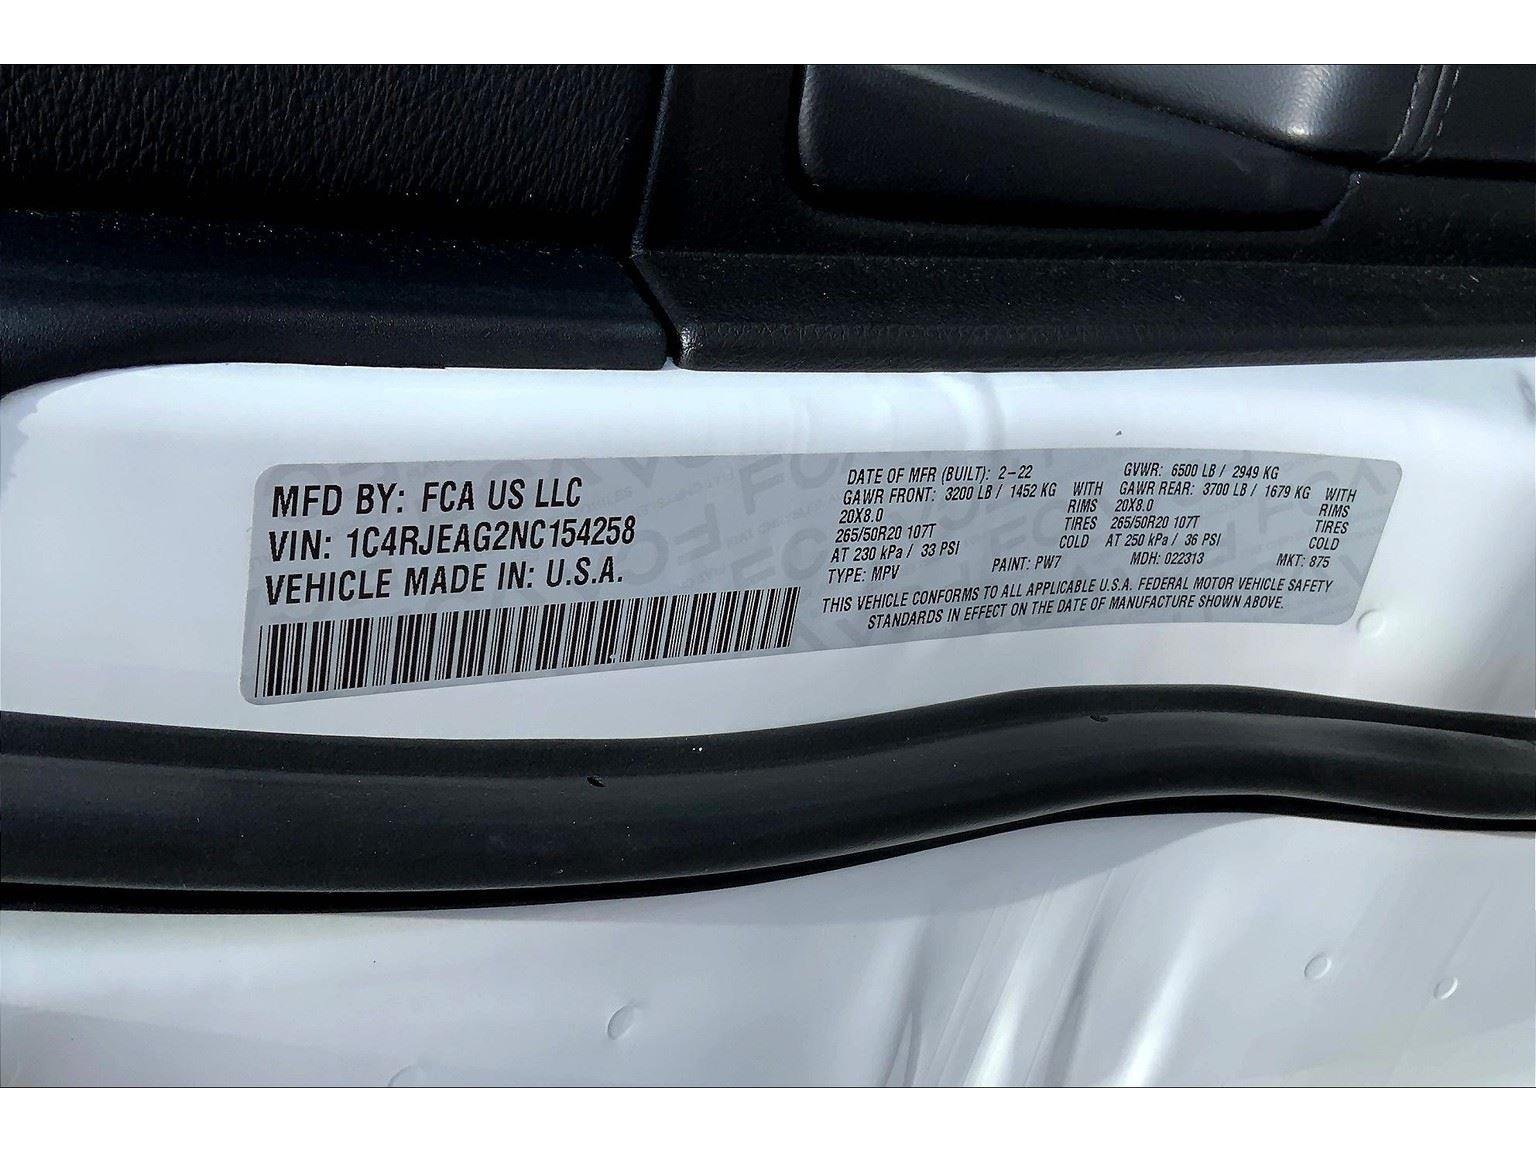 MFD BY: FCA US LLC
VIN: 1C4RJEAG2NC154258
VEHICLE MADE IN: U.S.A.
DATE OF MFR (BUILT): 2-22 GVWR: 6500 LB / 2949 KG
GAWR FRONT: 3200 LB / 1452 KG WITH GAWR REAR: 3700 LB / 1679 KG WITH
20X8.0 RIMS 20X8.0 RIMS
265/50R20 107T TIRES 265/50R20 107T TIRES
AT 230 kPa / 33 PSI COLD AT 250 kPa / 36 PSI COLD
TYPE: MPV PAINT: PW7 MDH: 022313 MKT: 875
THIS VEHICLE CONFORMS TO ALL APPLICABLE U.S.A. FEDERAL MOTOR VEHICLE SAFETY
STANDARDS IN EFFECT ON THE DATE OF MANUFACTURE SHOWN ABOVE.